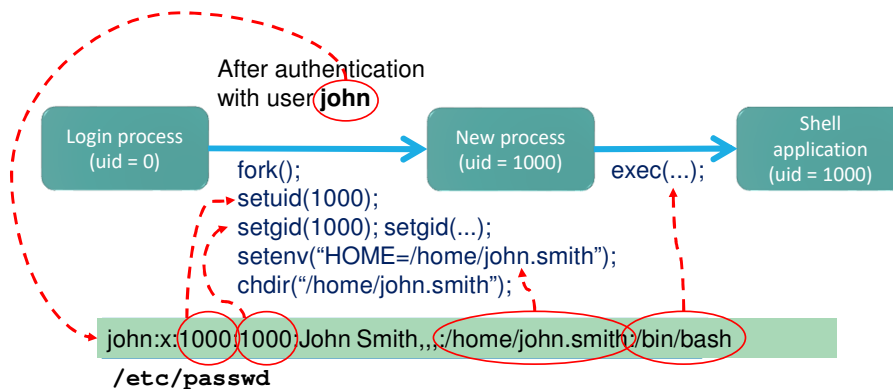 After authentication
with user john
Login process
(uid = 0)
New process
(uid = 1000)
Shell
application
(uid = 1000)
fork();
setuid(1000);
setgid(1000); setgid(...);
setenv(“HOME=/home/john.smith”);
chdir(“/home/john.smith”);
exec(...);
john:x:1000:1000:John Smith,,,:/home/john.smith:/bin/bash
/etc/passwd